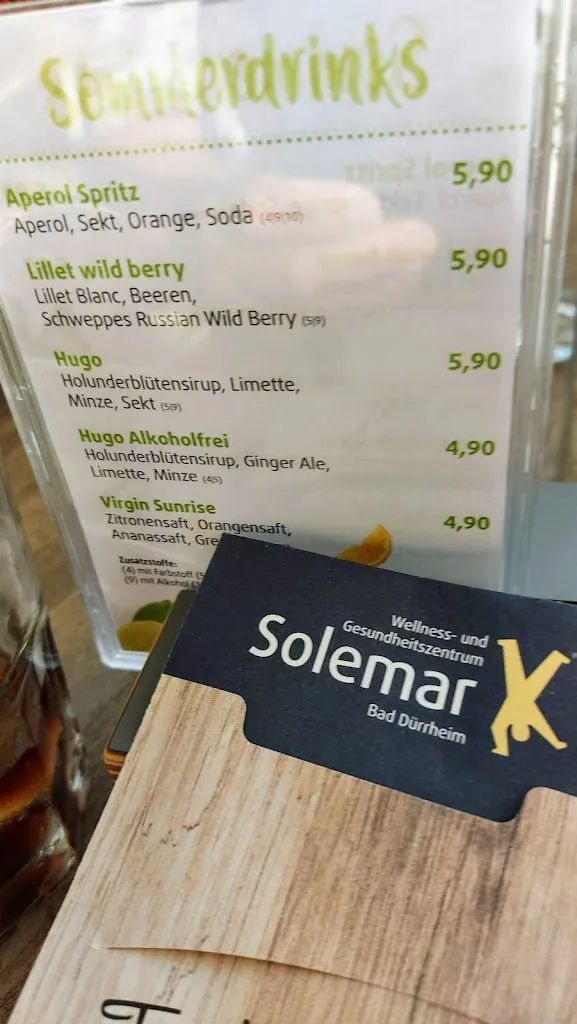 Sommerdrinks
Aperol Spritz 5,90
Aperol, Sekt, Orange, Soda (4|9|10)
Lillet wild berry 5,90
Lillet Blanc, Beeren,
Schweppes Russian Wild Berry (5|9)
Hugo 5,90
Holunderblütensirup, Limette,
Minze, Sekt (5|9)
Hugo Alkoholfrei 4,90
Holunderblütensirup, Ginger Ale,
Limette, Minze (4|5)
Virgin Sunrise 4,90
Zitronensaft, Orangensaft,
Ananassaft,
Zusatzstoffe:
(4) mit Farbstoff
(9) mit Alkohol
Wellness- und
Gesundheitszentrum
Solemar
Bad Dürrheim